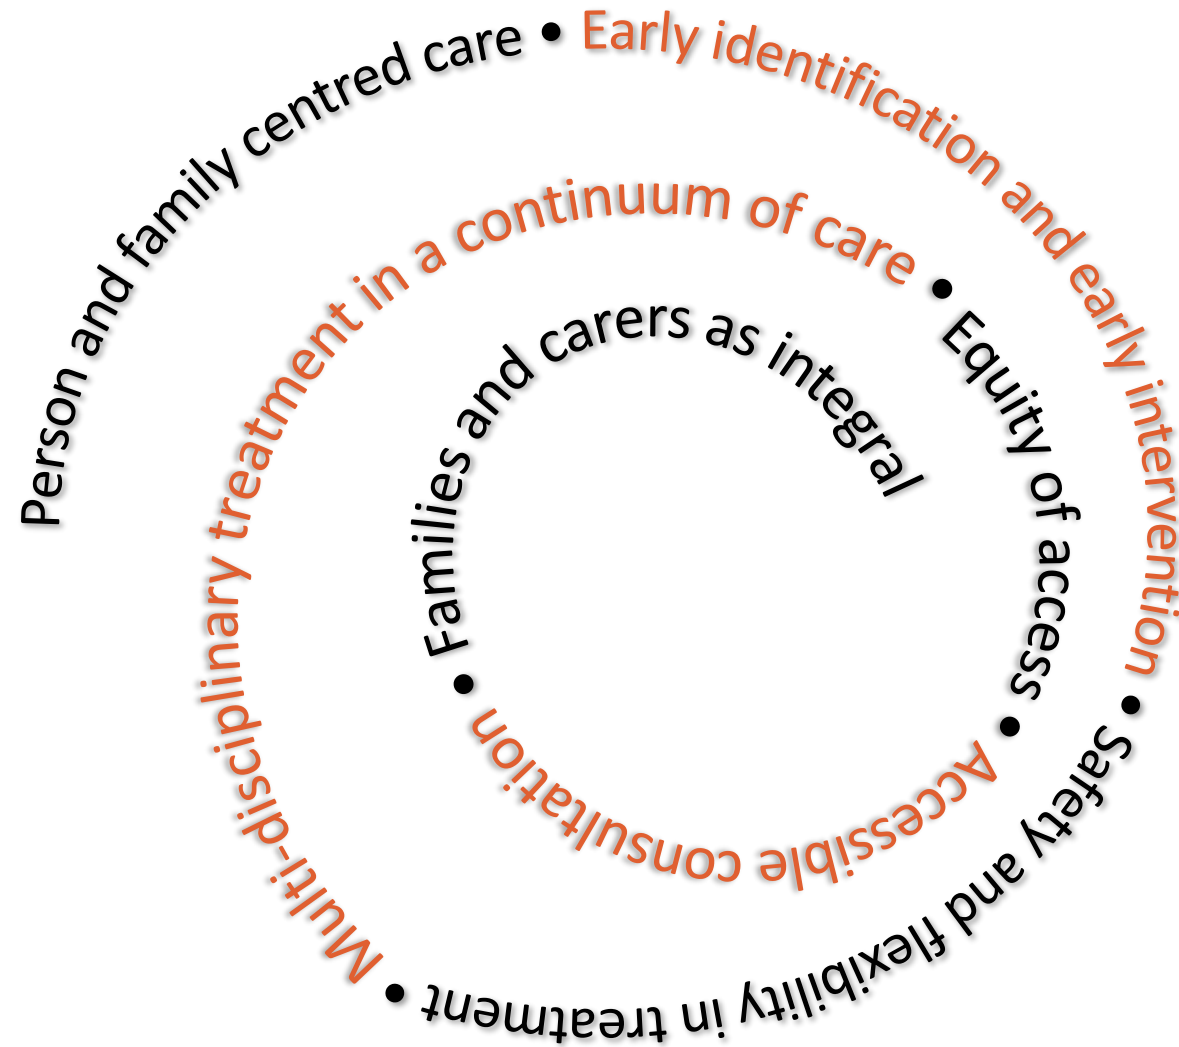 Person and family centred care • Early identification and early intervention • Safety and flexibility in treatment • Multi-disciplinary treatment in a continuum of care • Equity of access • Accessible consultation • Families and carers as integral